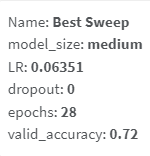 Name: Best Sweep
model_size: medium
LR: 0.06351
dropout: 0
epochs: 28
valid_accuracy: 0.72